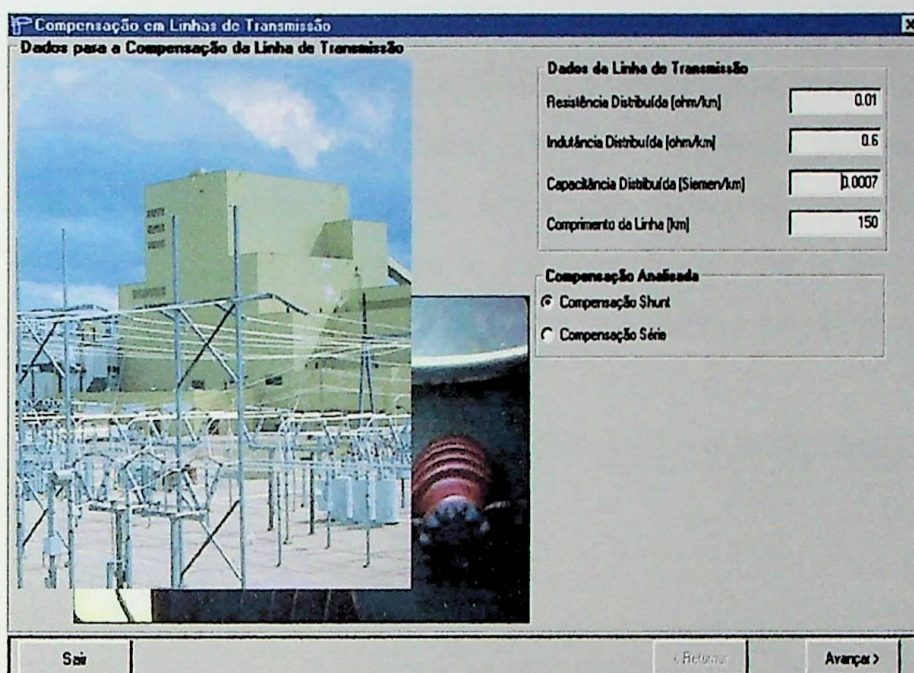 Compensação em Linhas de Transmissão
Dados para a Compensação da Linha de Transmissão
Dados da Linha de Transmissão
Resistência Distribuída [ohm/km] 0.01
Indutância Distribuída [ohm/km] 0.6
Capacitância Distribuída [Siemen/km] 0.0007
Comprimento da Linha [km] 150
Compensação Analisada
Compensação Shunt
Compensação Série
Sair
< Retornar
Avançar >